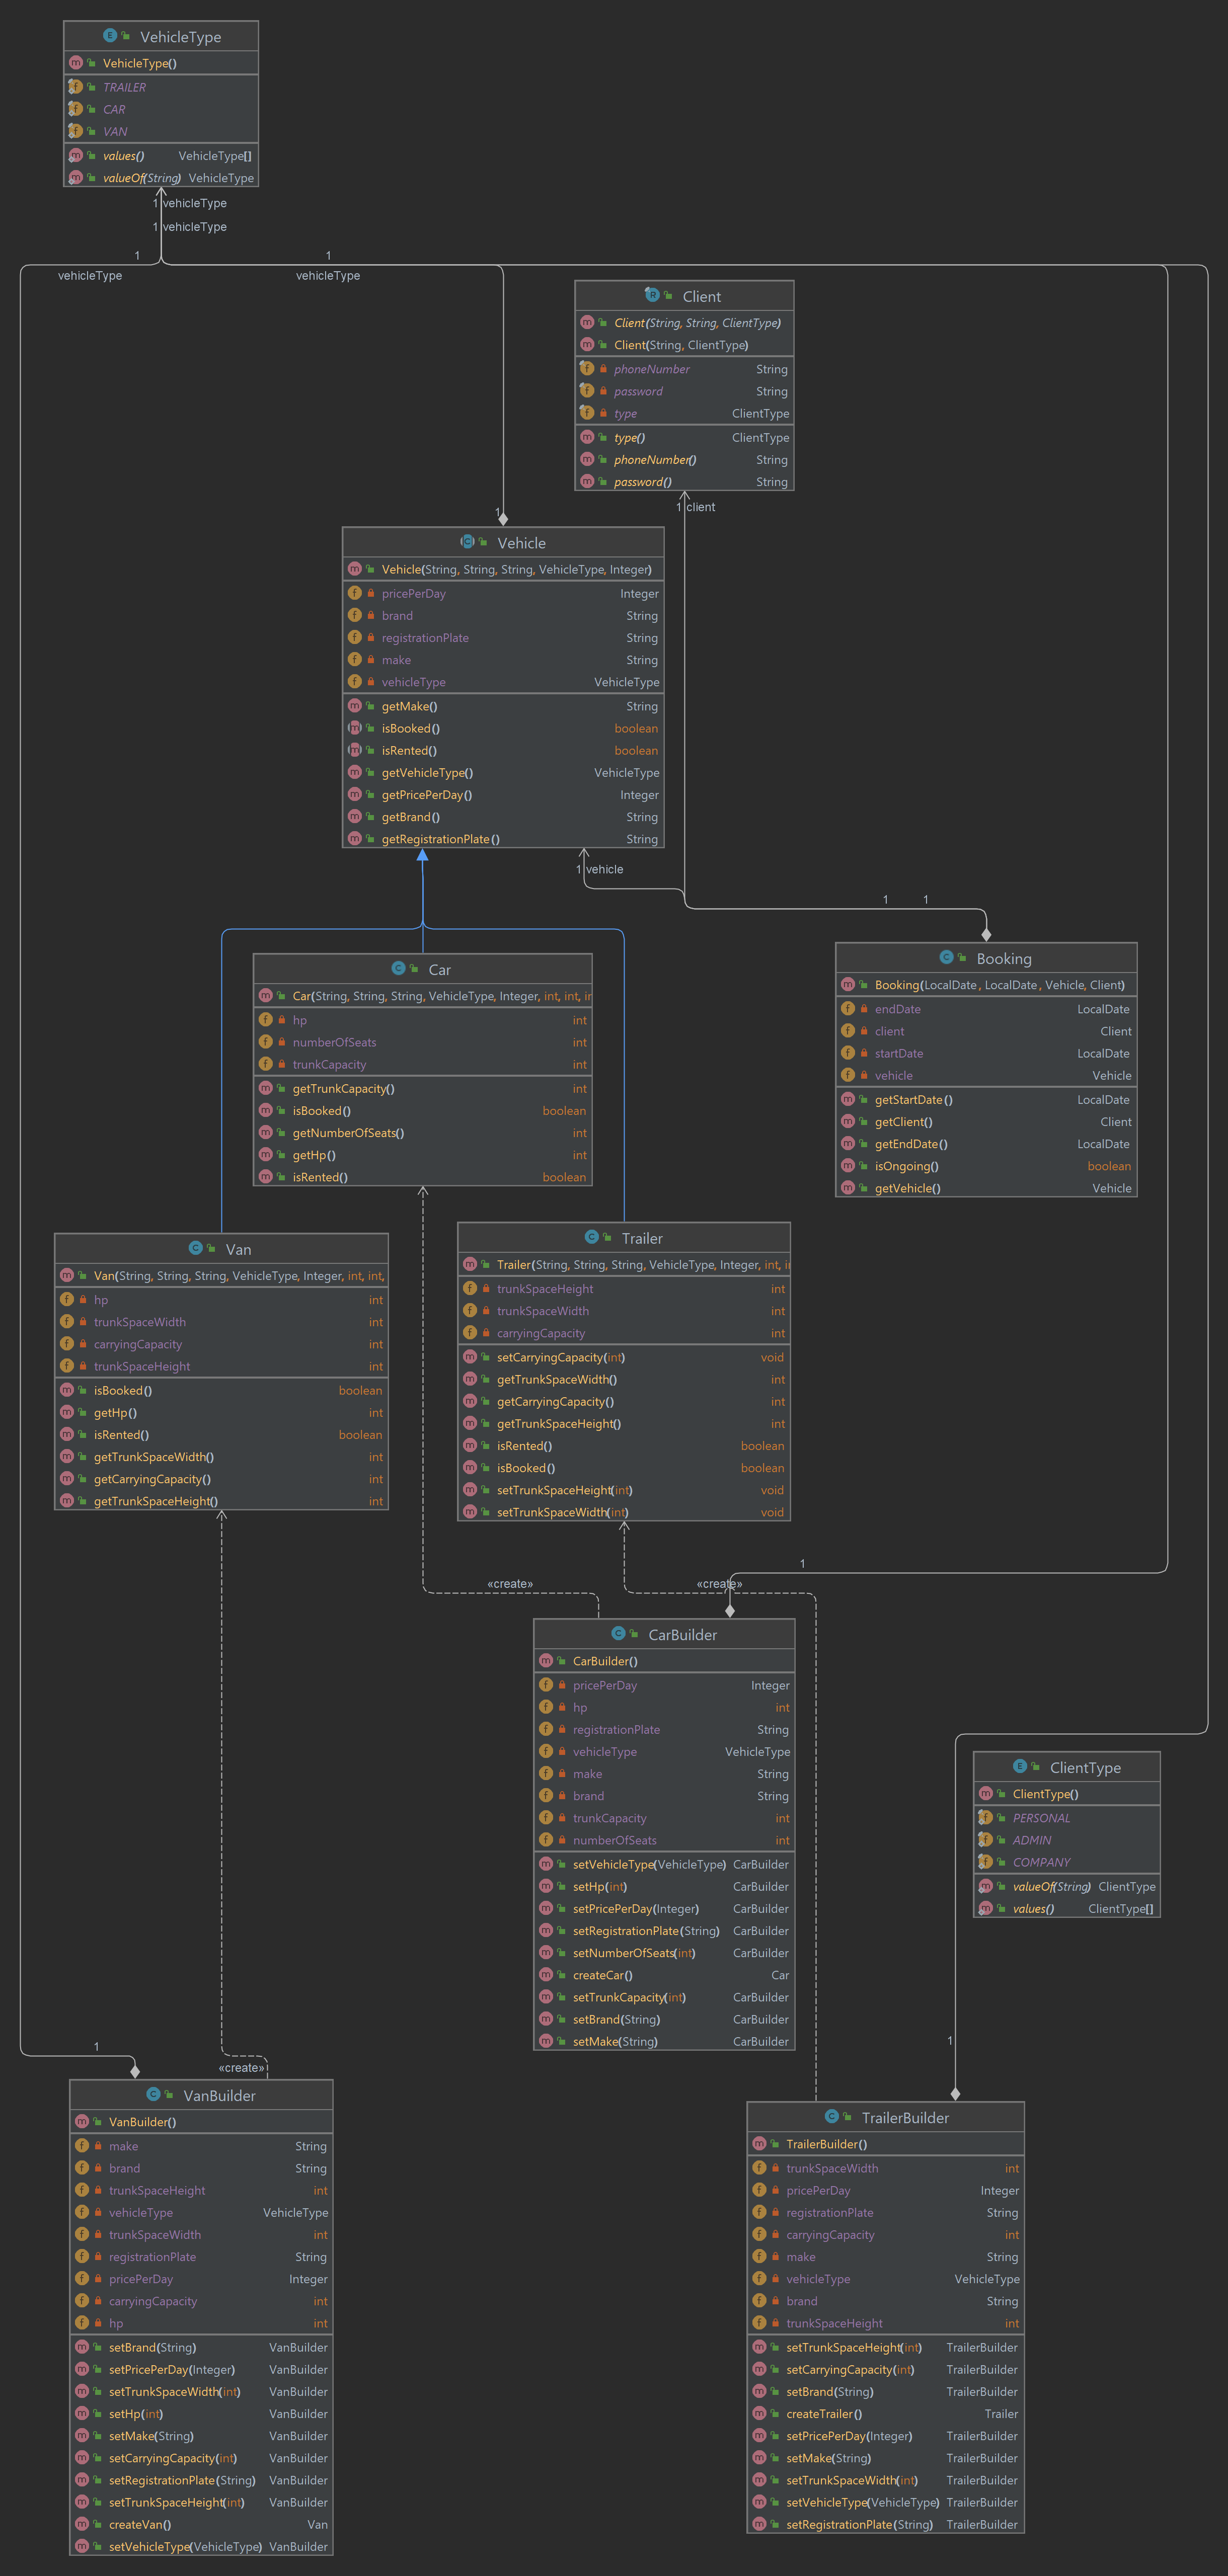 VehicleType
VehicleType()
TRAILER
CAR
VAN
values() VehicleType[]
valueOf(String) VehicleType
1 vehicleType
1 vehicleType
1 1
vehicleType vehicleType
Client
Client(String, String, ClientType)
Client(String, ClientType)
phoneNumber String
password String
type ClientType
type() ClientType
phoneNumber() String
password() String
1 client
1
Vehicle
Vehicle(String, String, String, VehicleType, Integer)
pricePerDay Integer
brand String
registrationPlate String
make String
vehicleType VehicleType
getMake() String
isBooked() boolean
isRented() boolean
getVehicleType() VehicleType
getPricePerDay() Integer
getBrand() String
getRegistrationPlate() String
1 vehicle
1 1
Booking
Booking(LocalDate, LocalDate, Vehicle, Client)
endDate LocalDate
client Client
startDate LocalDate
vehicle Vehicle
getStartDate() LocalDate
getClient() Client
getEndDate() LocalDate
isOngoing() boolean
getVehicle() Vehicle
Car
Car(String, String, String, VehicleType, Integer, int, int, in
hp int
numberOfSeats int
trunkCapacity int
getTrunkCapacity() int
isBooked() boolean
getNumberOfSeats() int
getHp() int
isRented() boolean
Van
Van(String, String, String, VehicleType, Integer, int, int,
hp int
trunkSpaceWidth int
carryingCapacity int
trunkSpaceHeight int
isBooked() boolean
getHp() int
isRented() boolean
getTrunkSpaceWidth() int
getCarryingCapacity() int
getTrunkSpaceHeight() int
Trailer
Trailer(String, String, String, VehicleType, Integer, int, i
trunkSpaceHeight int
trunkSpaceWidth int
carryingCapacity int
setCarryingCapacity(int) void
getTrunkSpaceWidth() int
getCarryingCapacity() int
getTrunkSpaceHeight() int
isRented() boolean
isBooked() boolean
setTrunkSpaceHeight(int) void
setTrunkSpaceWidth(int) void
1
«create» «create»
CarBuilder
CarBuilder()
pricePerDay Integer
hp int
registrationPlate String
vehicleType VehicleType
make String
brand String
trunkCapacity int
numberOfSeats int
setVehicleType(VehicleType) CarBuilder
setHp(int) CarBuilder
setPricePerDay(Integer) CarBuilder
setRegistrationPlate(String) CarBuilder
setNumberOfSeats(int) CarBuilder
createCar() Car
setTrunkCapacity(int) CarBuilder
setBrand(String) CarBuilder
setMake(String) CarBuilder
ClientType
ClientType()
PERSONAL
ADMIN
COMPANY
valueOf(String) ClientType
values() ClientType[]
1
1
«create»
VanBuilder
VanBuilder()
make String
brand String
trunkSpaceHeight int
vehicleType VehicleType
trunkSpaceWidth int
registrationPlate String
pricePerDay Integer
carryingCapacity int
hp int
setBrand(String) VanBuilder
setPricePerDay(Integer) VanBuilder
setTrunkSpaceWidth(int) VanBuilder
setHp(int) VanBuilder
setMake(String) VanBuilder
setCarryingCapacity(int) VanBuilder
setRegistrationPlate(String) VanBuilder
setTrunkSpaceHeight(int) VanBuilder
createVan() Van
setVehicleType(VehicleType) VanBuilder
TrailerBuilder
TrailerBuilder()
trunkSpaceWidth int
pricePerDay Integer
registrationPlate String
carryingCapacity int
make String
vehicleType VehicleType
brand String
trunkSpaceHeight int
setTrunkSpaceHeight(int) TrailerBuilder
setCarryingCapacity(int) TrailerBuilder
setBrand(String) TrailerBuilder
createTrailer() Trailer
setPricePerDay(Integer) TrailerBuilder
setMake(String) TrailerBuilder
setTrunkSpaceWidth(int) TrailerBuilder
setVehicleType(VehicleType) TrailerBuilder
setRegistrationPlate(String) TrailerBuilder